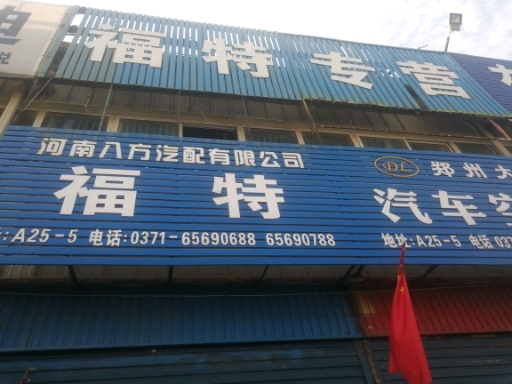 福特专营
河南八方汽配有限公司
福特
:A25-5 电话:0371-65690688 65690788
DL 郑州大
汽车空
地址:A25-5 电话:037